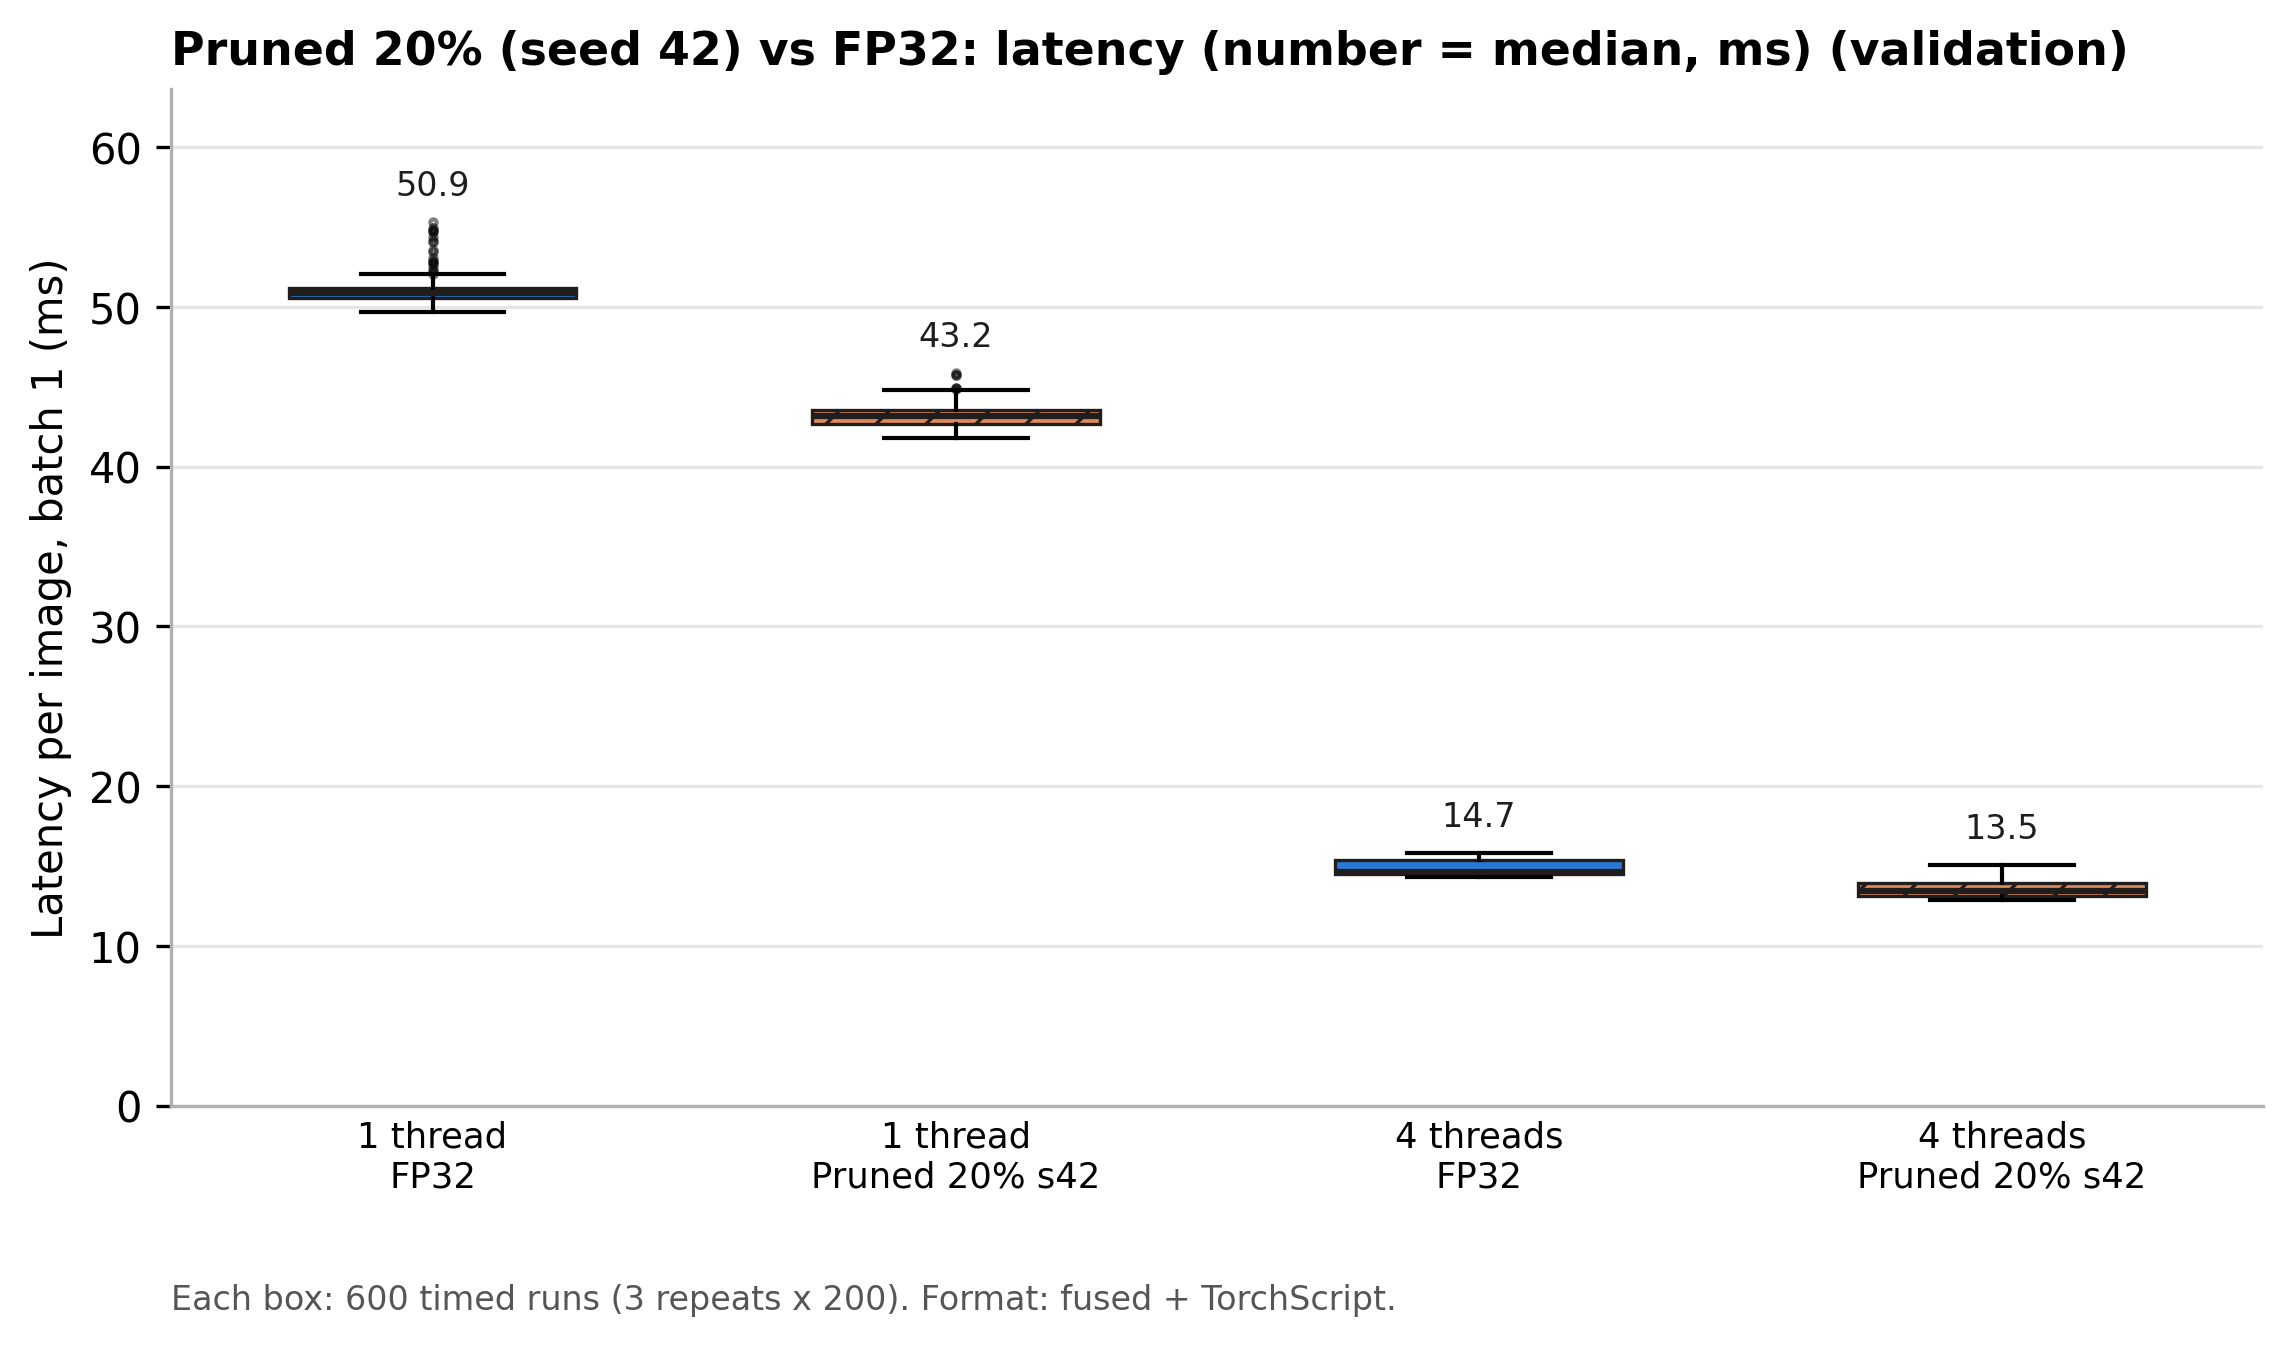 Pruned 20% (seed 42) vs FP32: latency (number = median, ms) (validation)
Latency per image, batch 1 (ms)
60
50
40
30
20
10
0
50.9
43.2
14.7
13.5
1 thread
FP32
1 thread
Pruned 20% s42
4 threads
FP32
4 threads
Pruned 20% s42
Each box: 600 timed runs (3 repeats x 200). Format: fused + TorchScript.